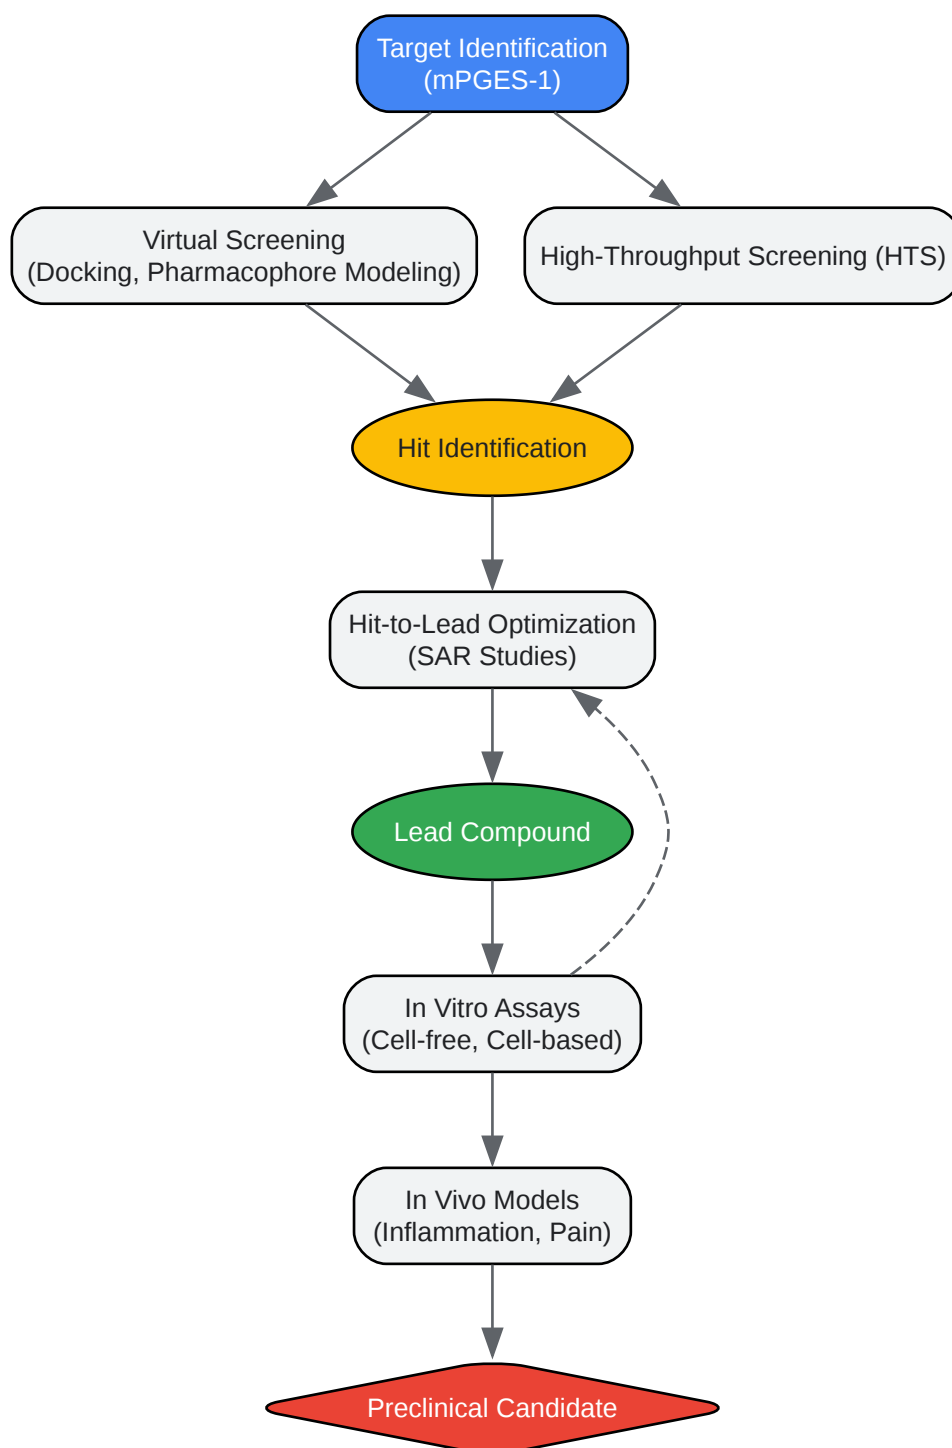 Target Identification
(mPGES-1)
Virtual Screening
(Docking, Pharmacophore Modeling)
High-Throughput Screening (HTS)
Hit Identification
Hit-to-Lead Optimization
(SAR Studies)
Lead Compound
In Vitro Assays
(Cell-free, Cell-based)
In Vivo Models
(Inflammation, Pain)
Preclinical Candidate